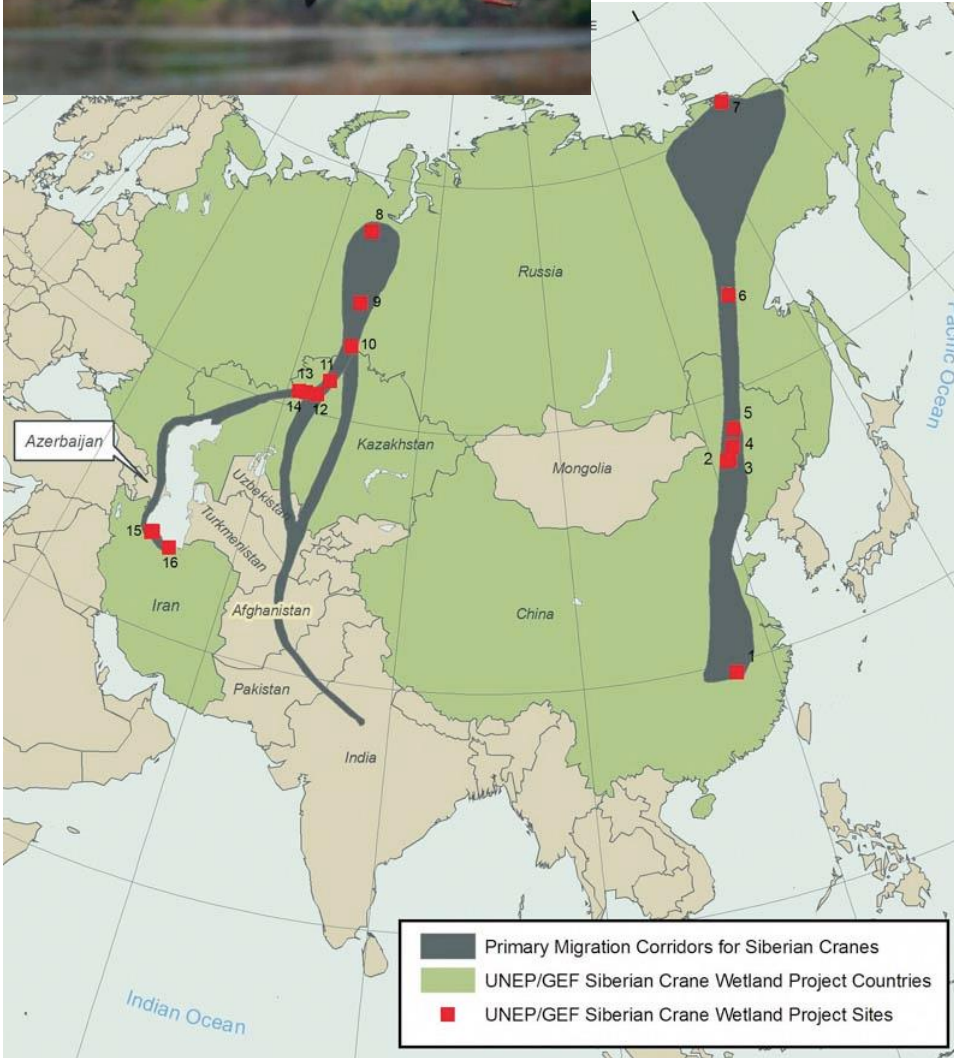 E
7
8
Russia
6
9
10
11
13
14
12
5
4
2
3
Kazakhstan
Azerbaijan
Mongolia
Uzbekistan
Turkmenistan
15
16
Iran
Afghanistan
China
1
Pakistan
India
Pacific Ocean
Indian Ocean
Primary Migration Corridors for Siberian Cranes
UNEP/GEF Siberian Crane Wetland Project Countries
UNEP/GEF Siberian Crane Wetland Project Sites